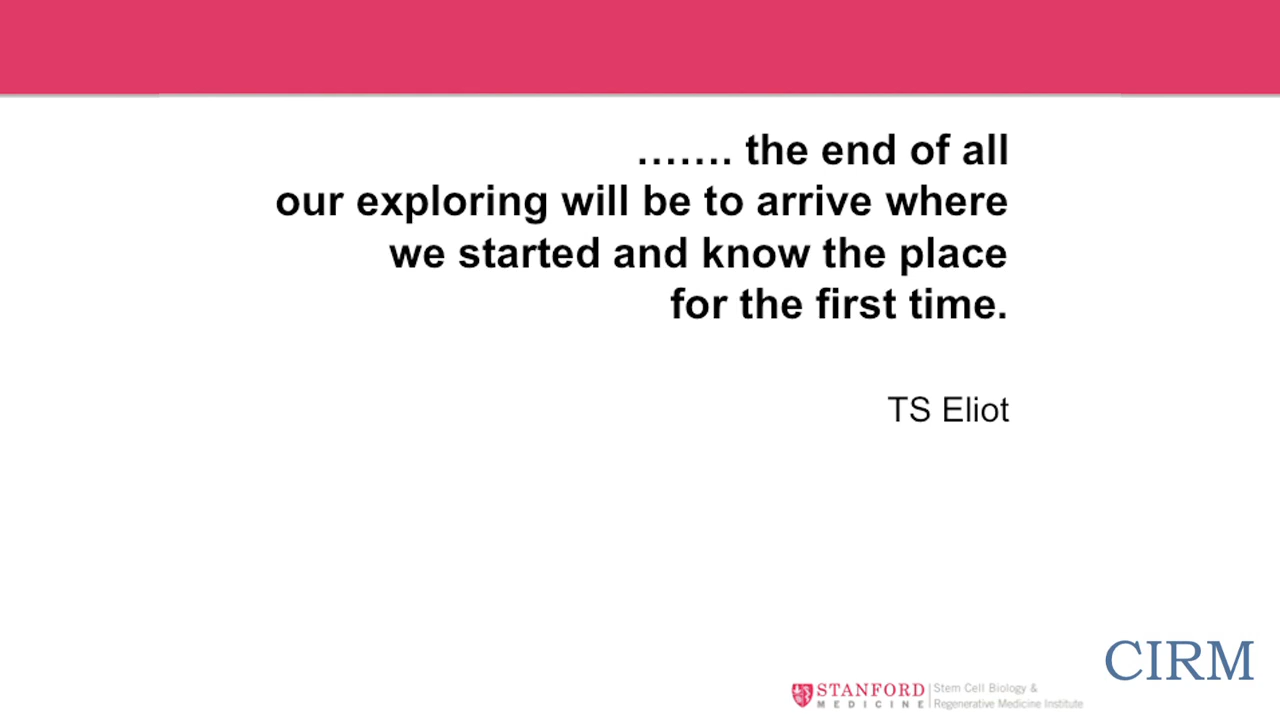 ……. the end of all
our exploring will be to arrive where
we started and know the place
for the first time.
TS Eliot
CIRM
STANFORD
MEDICINE
Stem Cell Biology &
Regenerative Medicine Institute